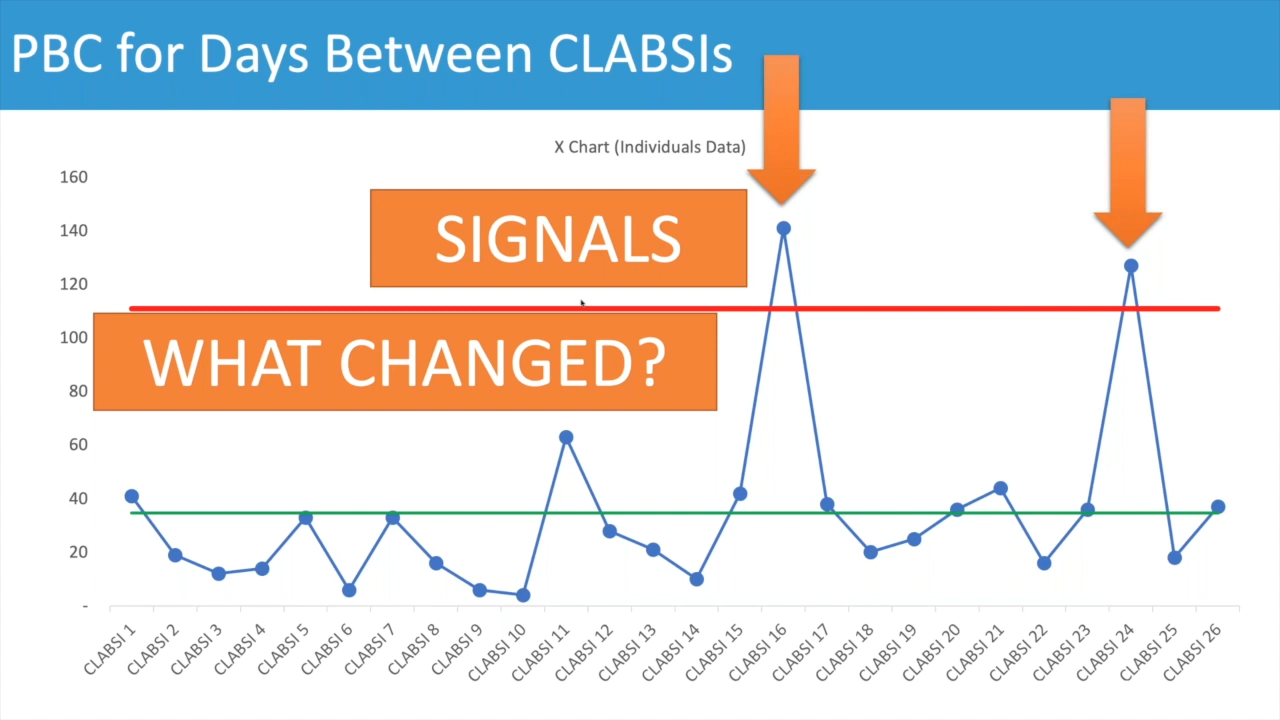 PBC for Days Between CLABSIs
X Chart (Individuals Data)
160
140
120
100
80
60
40
20
-
SIGNALS
WHAT CHANGED?
CLABSI 1
CLABSI 2
CLABSI 3
CLABSI 4
CLABSI 5
CLABSI 6
CLABSI 7
CLABSI 8
CLABSI 9
CLABSI 10
CLABSI 11
CLABSI 12
CLABSI 13
CLABSI 14
CLABSI 15
CLABSI 16
CLABSI 17
CLABSI 18
CLABSI 19
CLABSI 20
CLABSI 21
CLABSI 22
CLABSI 23
CLABSI 24
CLABSI 25
CLABSI 26